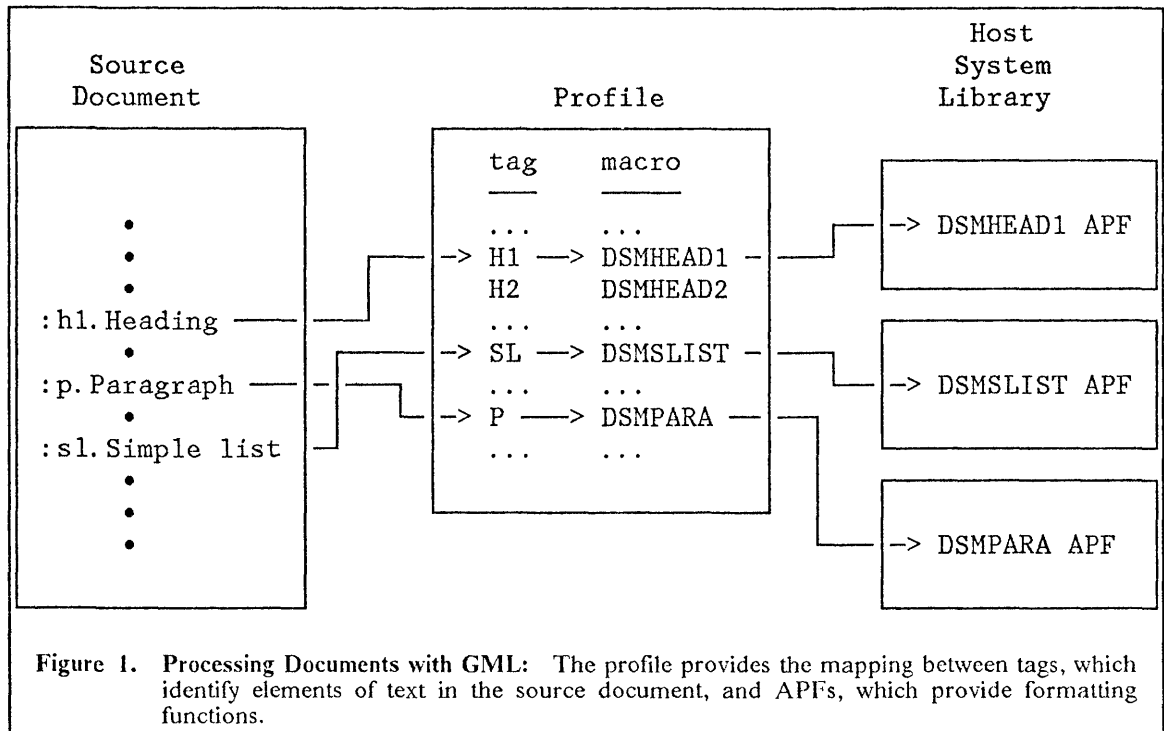 Source
Document
Profile
Host
System
Library
tag macro
... ...
-> H1 —> DSMHEAD1 -
H2 DSMHEAD2
... ...
-> SL —> DSMSLIST -
... ...
-> P ——> DSMPARA —
... ...
•
•
•
:h1.Heading
•
:p.Paragraph
•
:sl.Simple list
•
•
•
-> DSMHEAD1 APF
-> DSMSLIST APF
-> DSMPARA APF
Figure 1. Processing Documents with GML: The profile provides the mapping between tags, which
identify elements of text in the source document, and APFs, which provide formatting
functions.